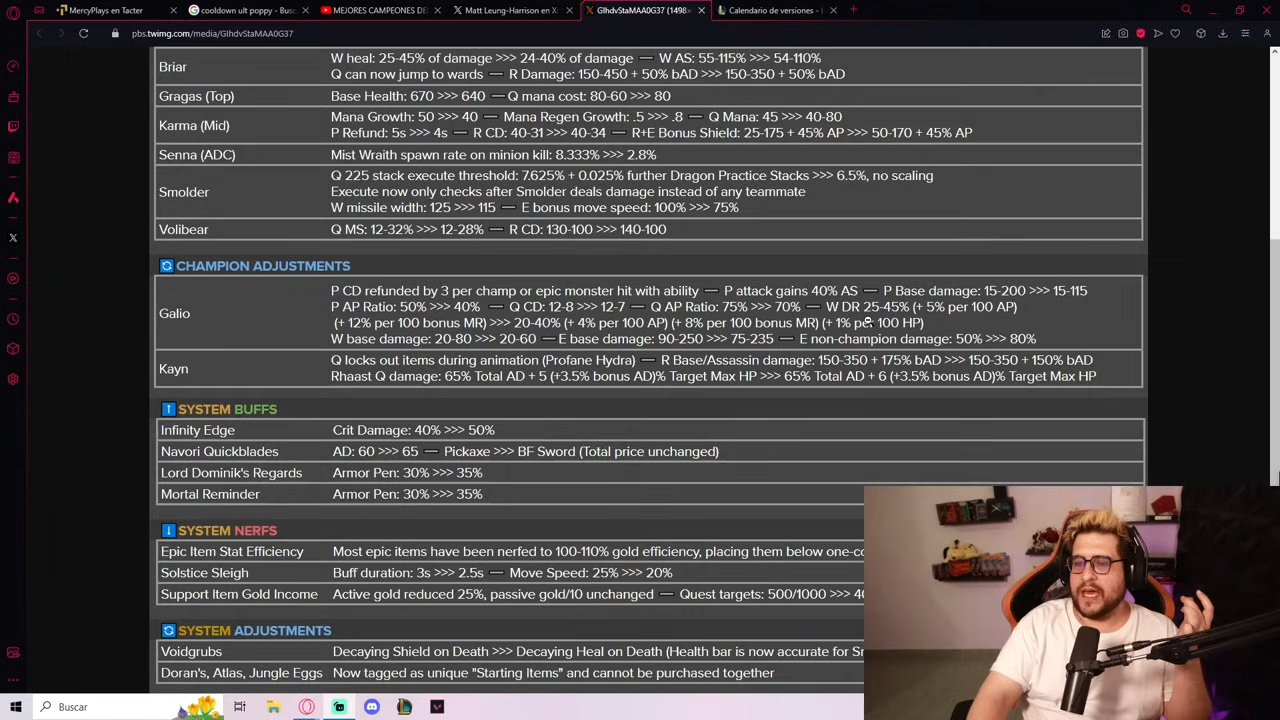 MercyPlays en Tacter
cooldown ult poppy - Bus
MEJORES CAMPEONES DE
Matt Leung-Harrison en X
GIhdvStaMAA0G37 (1498
Calendario de versiones - L
pbs.twimg.com/media/GIhdvStaMAA0G37
Briar
W heal: 25-45% of damage >>> 24-40% of damage — W AS: 55-115% >>> 54-110%
Q can now jump to wards — R Damage: 150-450 + 50% bAD >>> 150-350 + 50% bAD
Gragas (Top)
Base Health: 670 >>> 640 — Q mana cost: 80-60 >>> 80
Karma (Mid)
Mana Growth: 50 >>> 40 — Mana Regen Growth: .5 >>> .8 — Q Mana: 45 >>> 40-80
P Refund: 5s >>> 4s — R CD: 40-31 >>> 40-34 — R+E Bonus Shield: 25-175 + 45% AP >>> 50-170 + 45% AP
Senna (ADC)
Mist Wraith spawn rate on minion kill: 8.333% >>> 2.8%
Smolder
Q 225 stack execute threshold: 7.625% + 0.025% further Dragon Practice Stacks >>> 6.5%, no scaling
Execute now only checks after Smolder deals damage instead of any teammate
W missile width: 125 >>> 115 — E bonus move speed: 100% >>> 75%
Volibear
Q MS: 12-32% >>> 12-28% — R CD: 130-100 >>> 140-100
CHAMPION ADJUSTMENTS
Galio
P CD refunded by 3 per champ or epic monster hit with ability — P attack gains 40% AS — P Base damage: 15-200 >>> 15-115
P AP Ratio: 50% >>> 40% — Q CD: 12-8 >>> 12-7 — Q AP Ratio: 75% >>> 70% — W DR 25-45% (+ 5% per 100 AP)
(+ 12% per 100 bonus MR) >>> 20-40% (+ 4% per 100 AP) (+ 8% per 100 bonus MR) (+ 1% per 100 HP)
W base damage: 20-80 >>> 20-60 — E base damage: 90-250 >>> 75-235 — E non-champion damage: 50% >>> 80%
Kayn
Q locks out items during animation (Profane Hydra) — R Base/Assassin damage: 150-350 + 175% bAD >>> 150-350 + 150% bAD
Rhaast Q damage: 65% Total AD + 5 (+3.5% bonus AD)% Target Max HP >>> 65% Total AD + 6 (+3.5% bonus AD)% Target Max HP
SYSTEM BUFFS
Infinity Edge
Crit Damage: 40% >>> 50%
Navori Quickblades
AD: 60 >>> 65 — Pickaxe >>> BF Sword (Total price unchanged)
Lord Dominik's Regards
Armor Pen: 30% >>> 35%
Mortal Reminder
Armor Pen: 30% >>> 35%
SYSTEM NERFS
Epic Item Stat Efficiency
Most epic items have been nerfed to 100-110% gold efficiency, placing them below one-co
Solstice Sleigh
Buff duration: 3s >>> 2.5s — Move Speed: 25% >>> 20%
Support Item Gold Income
Active gold reduced 25%, passive gold/10 unchanged — Quest targets: 500/1000 >>> 40
SYSTEM ADJUSTMENTS
Voidgrubs
Decaying Shield on Death >>> Decaying Heal on Death (Health bar is now accurate for Sm
Doran's, Atlas, Jungle Eggs
Now tagged as unique "Starting Items" and cannot be purchased together
Buscar